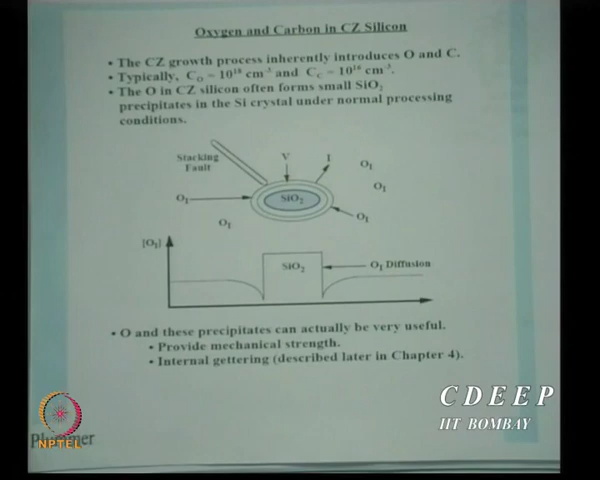 Oxygen and Carbon in CZ Silicon
• The CZ growth process inherently introduces O and C.
• Typically, C_O ≈ 10^18 cm^-3 and C_C ≈ 10^16 cm^-3.
• The O in CZ silicon often forms small SiO2
precipitates in the Si crystal under normal processing
conditions.
Stacking
Fault
V
I
O_I
O_I
O_I
SiO2
O_I
O_I
[O_I]
SiO2
O_I Diffusion
• O and these precipitates can actually be very useful.
• Provide mechanical strength.
• Internal gettering (described later in Chapter 4).
CDEEP
IIT BOMBAY
Plummer
NPTEL